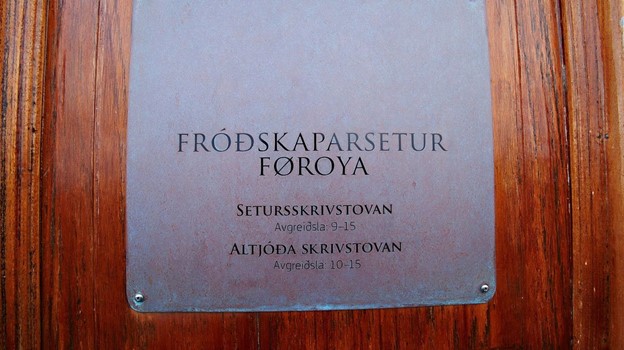 FRÓÐSKAPARSETUR
FØROYA
SETURSSKRIVSTOVAN
Avgreiðsla: 9-15
ALTJÓÐA SKRIVSTOVAN
Avgreiðsla: 10-15